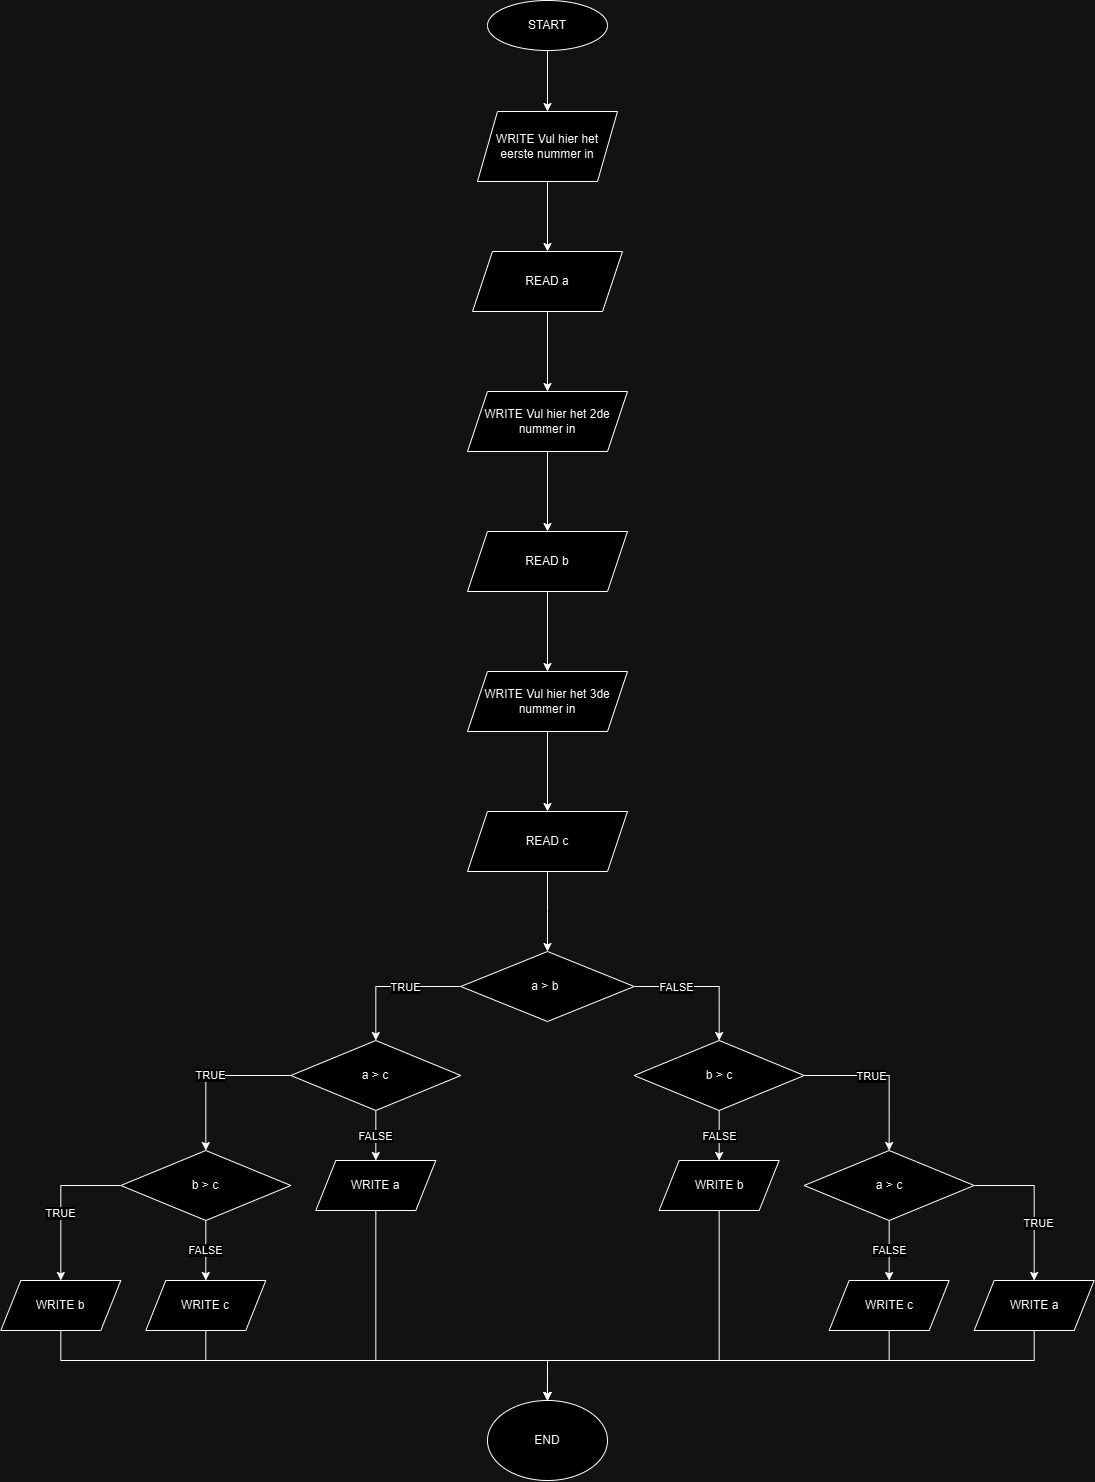 START
WRITE Vul hier het
eerste nummer in
READ a
WRITE Vul hier het 2de
nummer in
READ b
WRITE Vul hier het 3de
nummer in
READ c
a > b
TRUE
FALSE
a > c
b > c
TRUE
TRUE
FALSE
FALSE
b > c
WRITE a
WRITE b
a > c
TRUE
TRUE
FALSE
FALSE
WRITE b
WRITE c
WRITE c
WRITE a
END